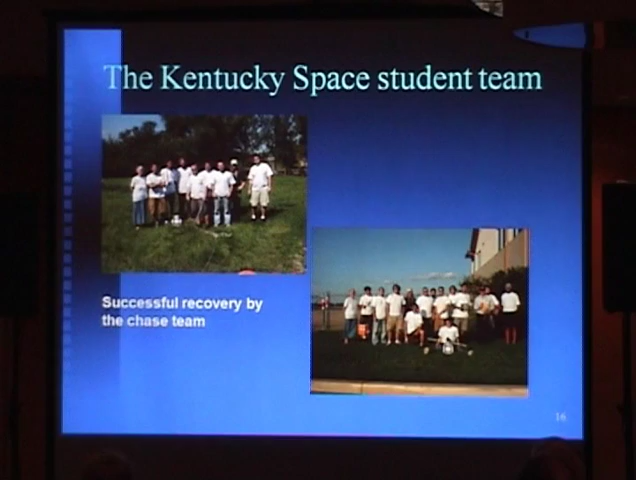 The Kentucky Space student team
Successful recovery by
the chase team
16